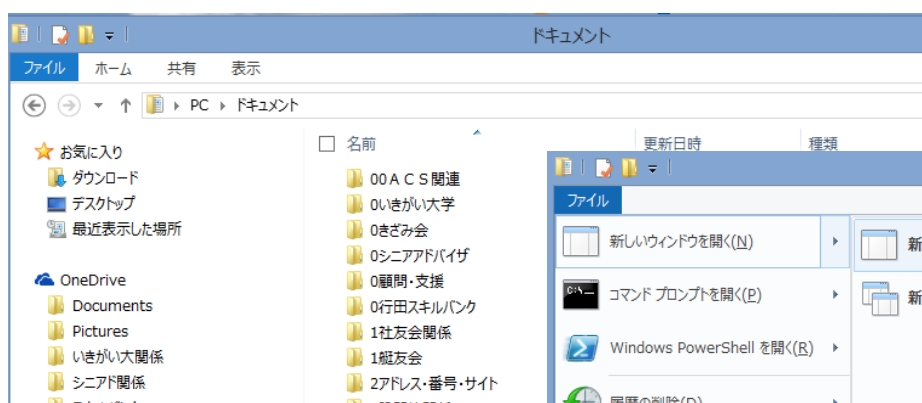 ドキュメント
ファイル ホーム 共有 表示
PC ドキュメント
お気に入り
ダウンロード
デスクトップ
最近表示した場所
OneDrive
Documents
Pictures
いきがい大関係
シニアド関係
名前 更新日時 種類
00ACS関連
0いきがい大学
0きざみ会
0シニアアドバイザ
0顧問・支援
0行田スキルバンク
1社友会関係
1艇友会
2アドレス・番号・サイト
ファイル
新しいウィンドウを開く(N)
新
コマンド プロンプトを開く(P)
新
Windows PowerShell を開く(R)
履歴の削除(D)